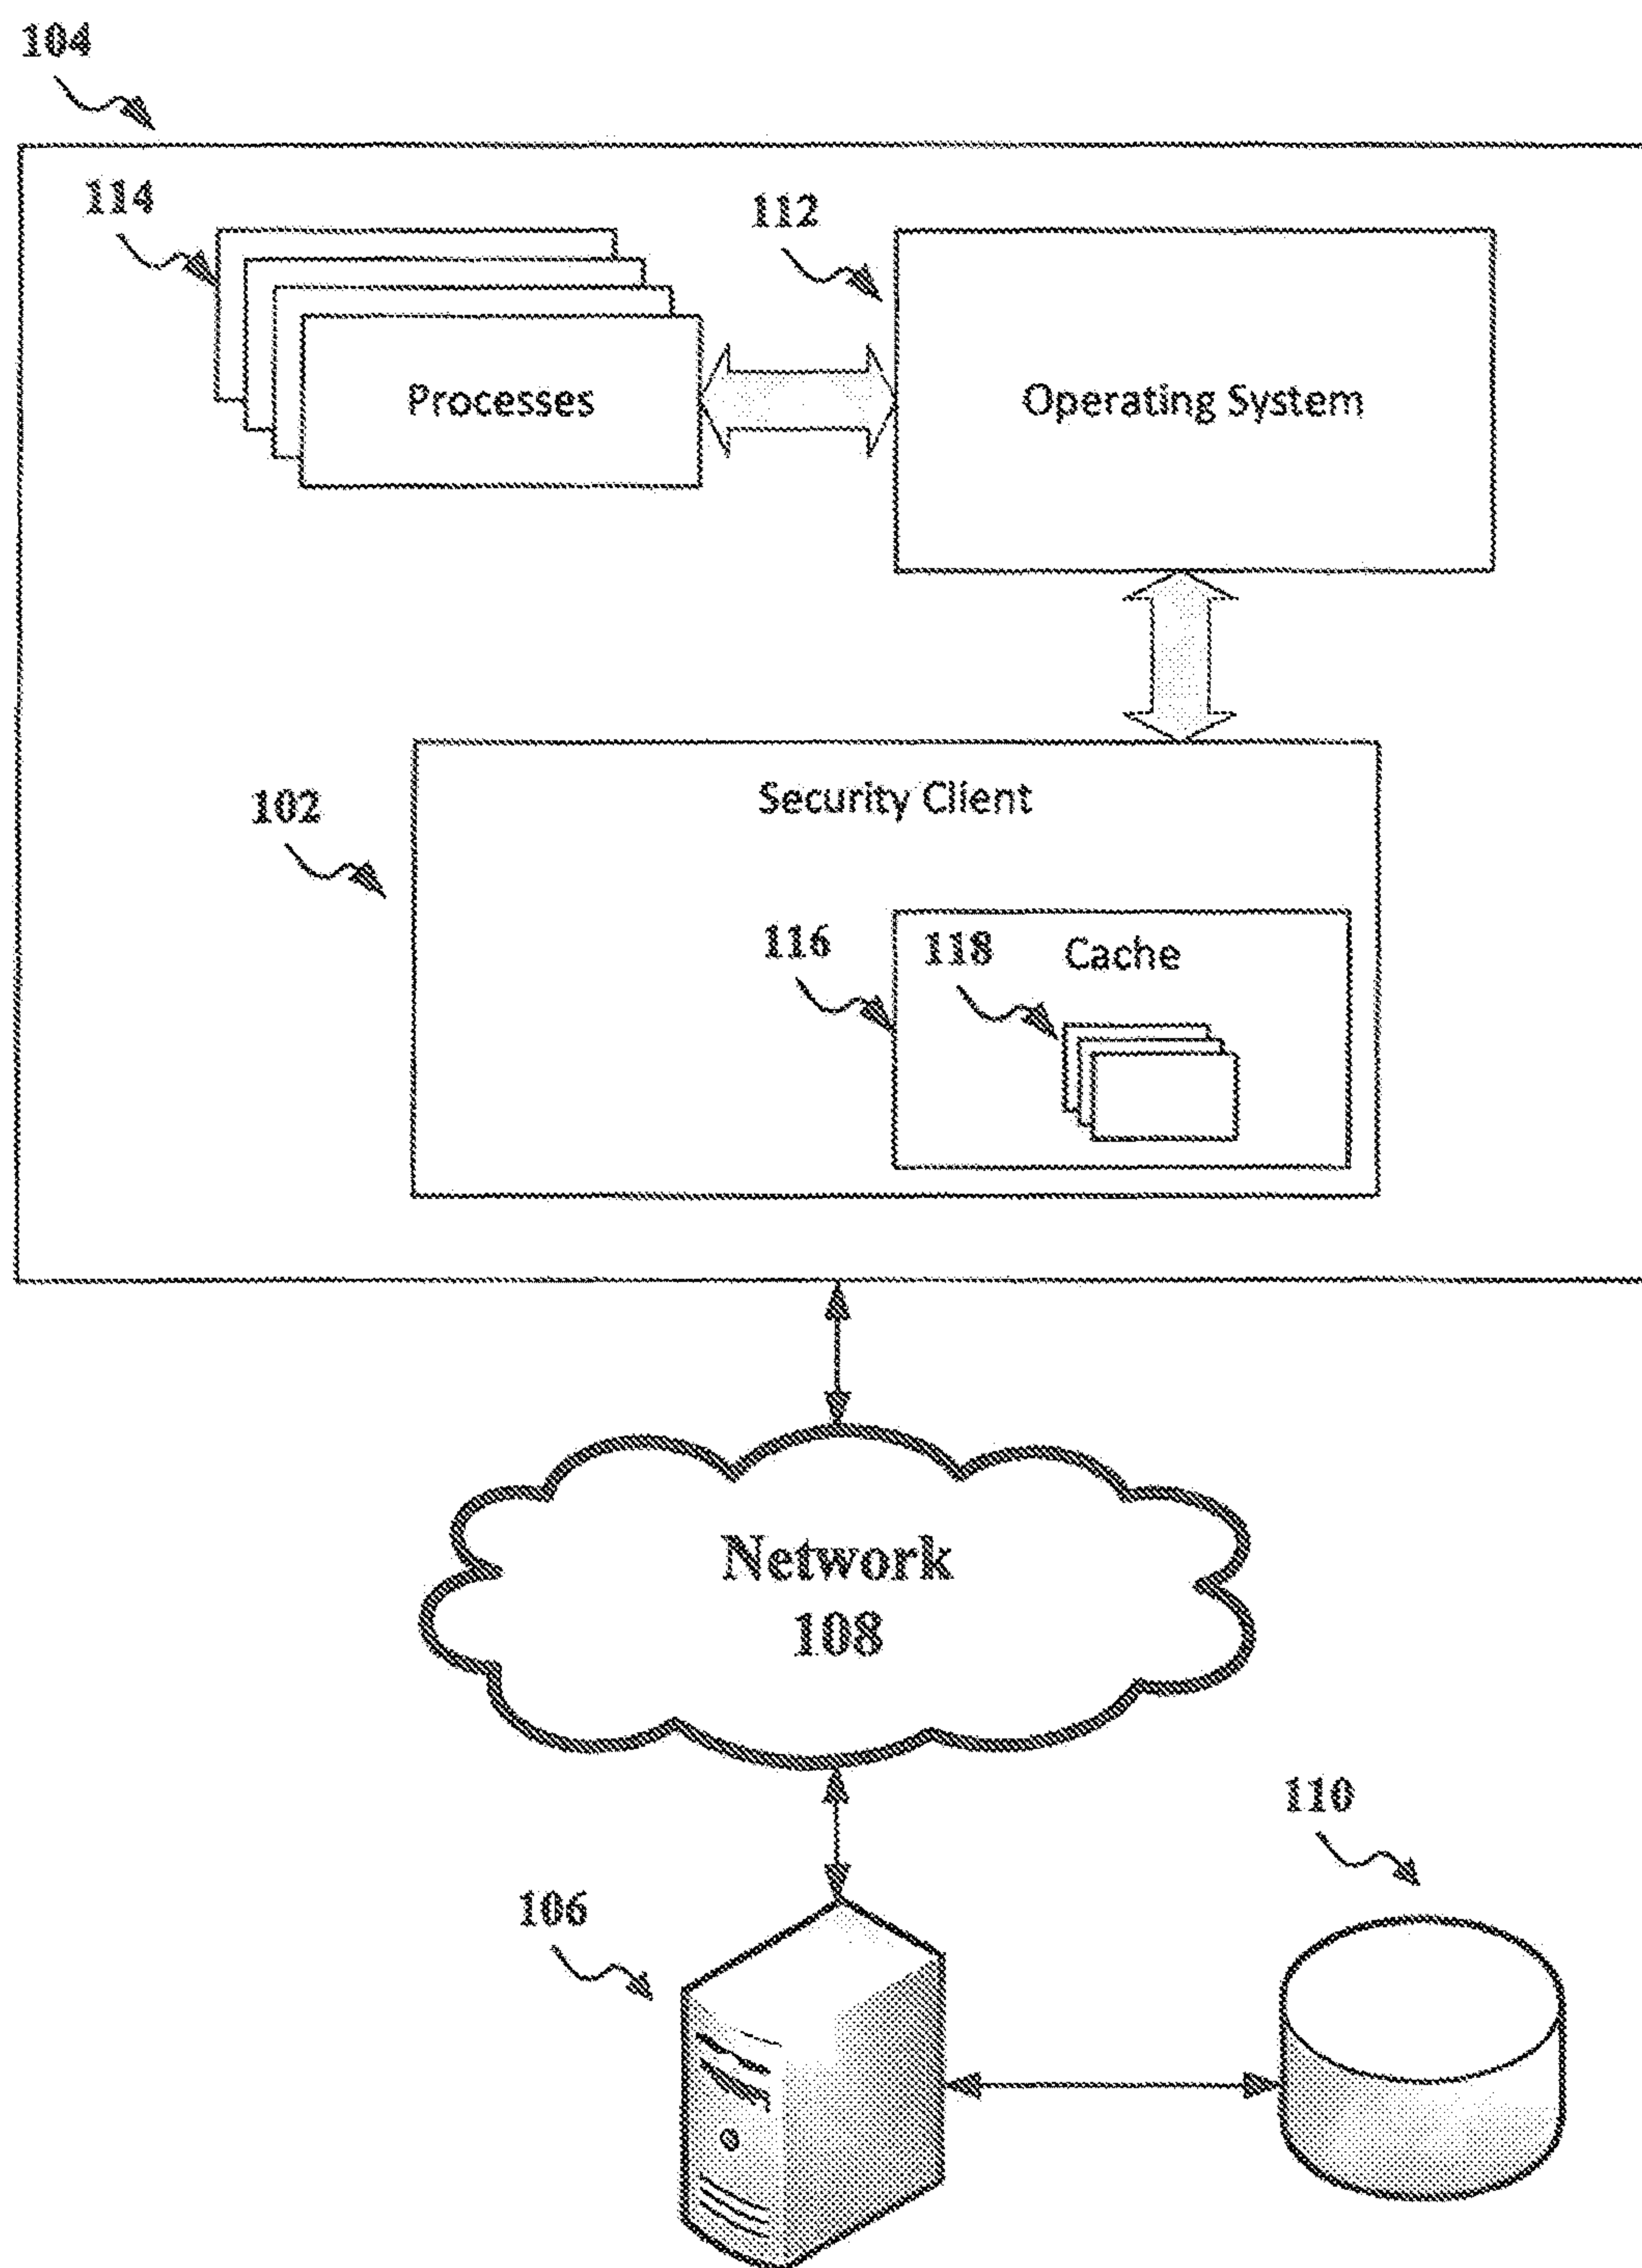 104
114
112
Processes
Operating System
102
Security Client
116
118
Cache
Network
108
110
106